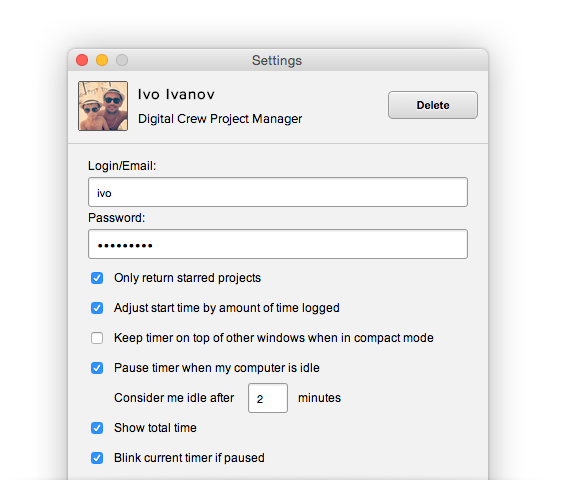 Settings
Ivo Ivanov
Digital Crew Project Manager
Delete
Login/Email:
ivo
Password:
•••••••••
Only return starred projects
Adjust start time by amount of time logged
Keep timer on top of other windows when in compact mode
Pause timer when my computer is idle
Consider me idle after 2 minutes
Show total time
Blink current timer if paused